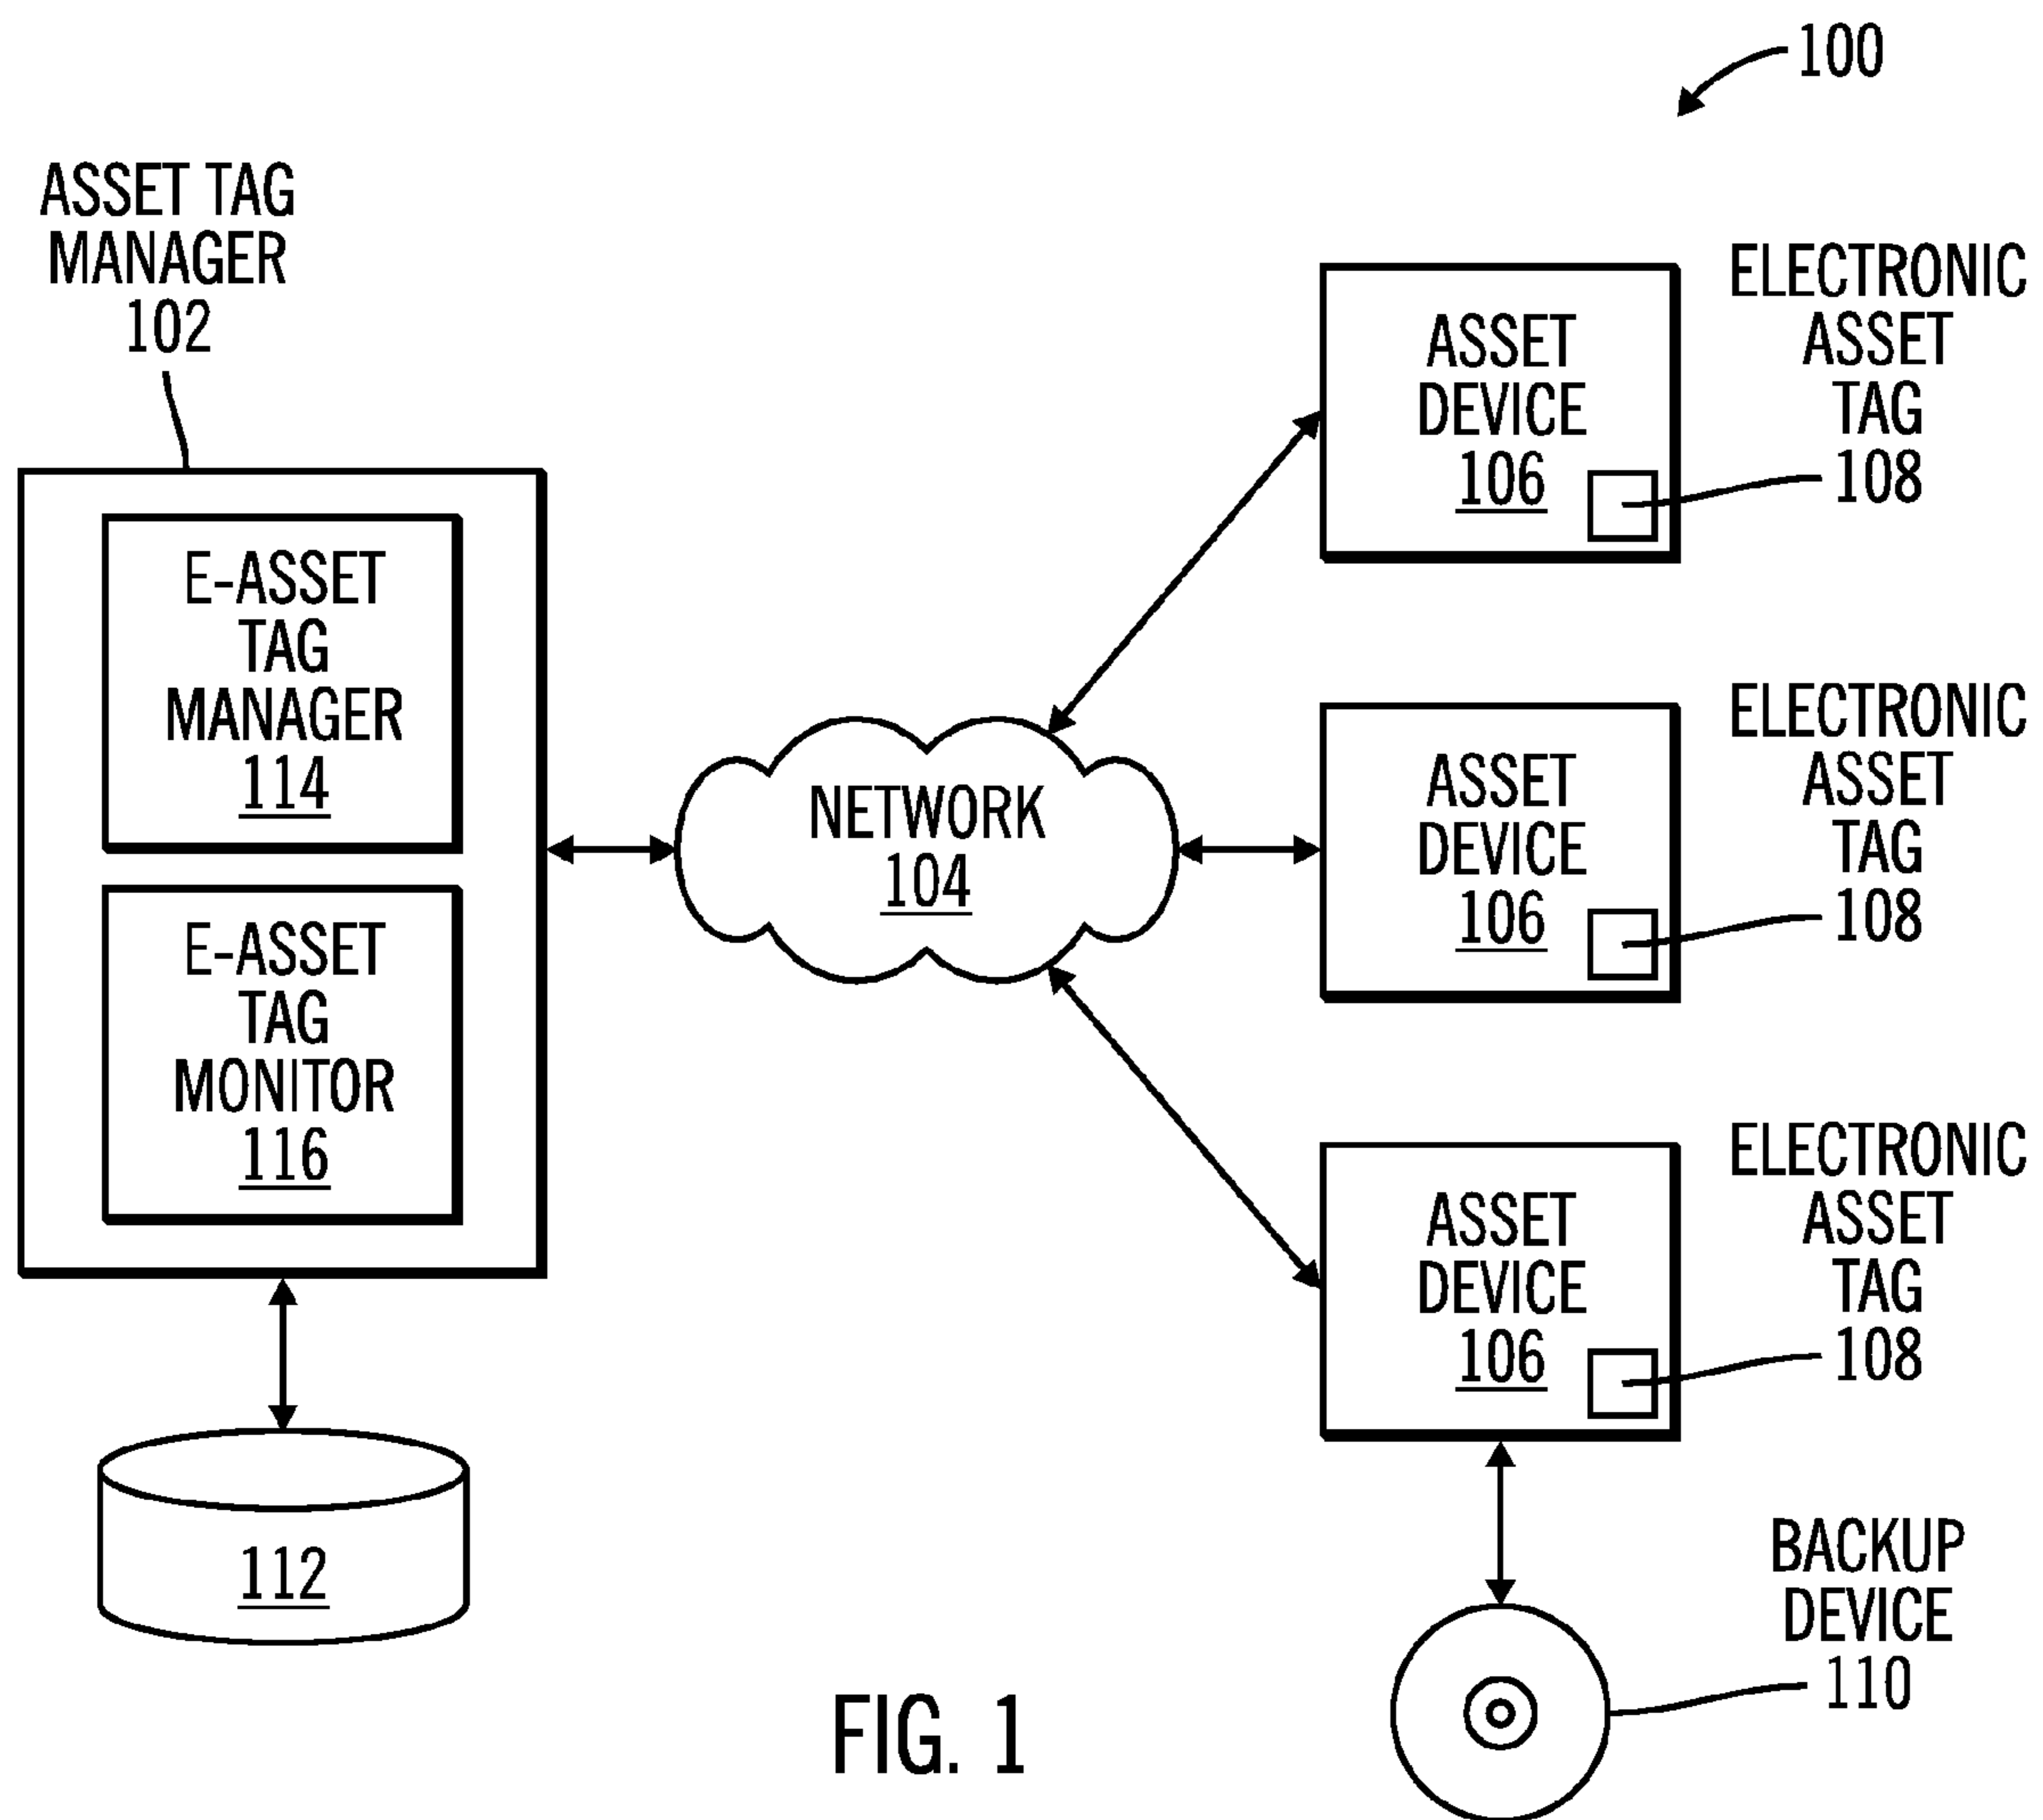 100
ASSET TAG
MANAGER
102
E-ASSET
TAG
MANAGER
114
E-ASSET
TAG
MONITOR
116
112
NETWORK
104
ASSET
DEVICE
106
ELECTRONIC
ASSET
TAG
108
ASSET
DEVICE
106
ELECTRONIC
ASSET
TAG
108
ASSET
DEVICE
106
ELECTRONIC
ASSET
TAG
108
BACKUP
DEVICE
110
FIG. 1